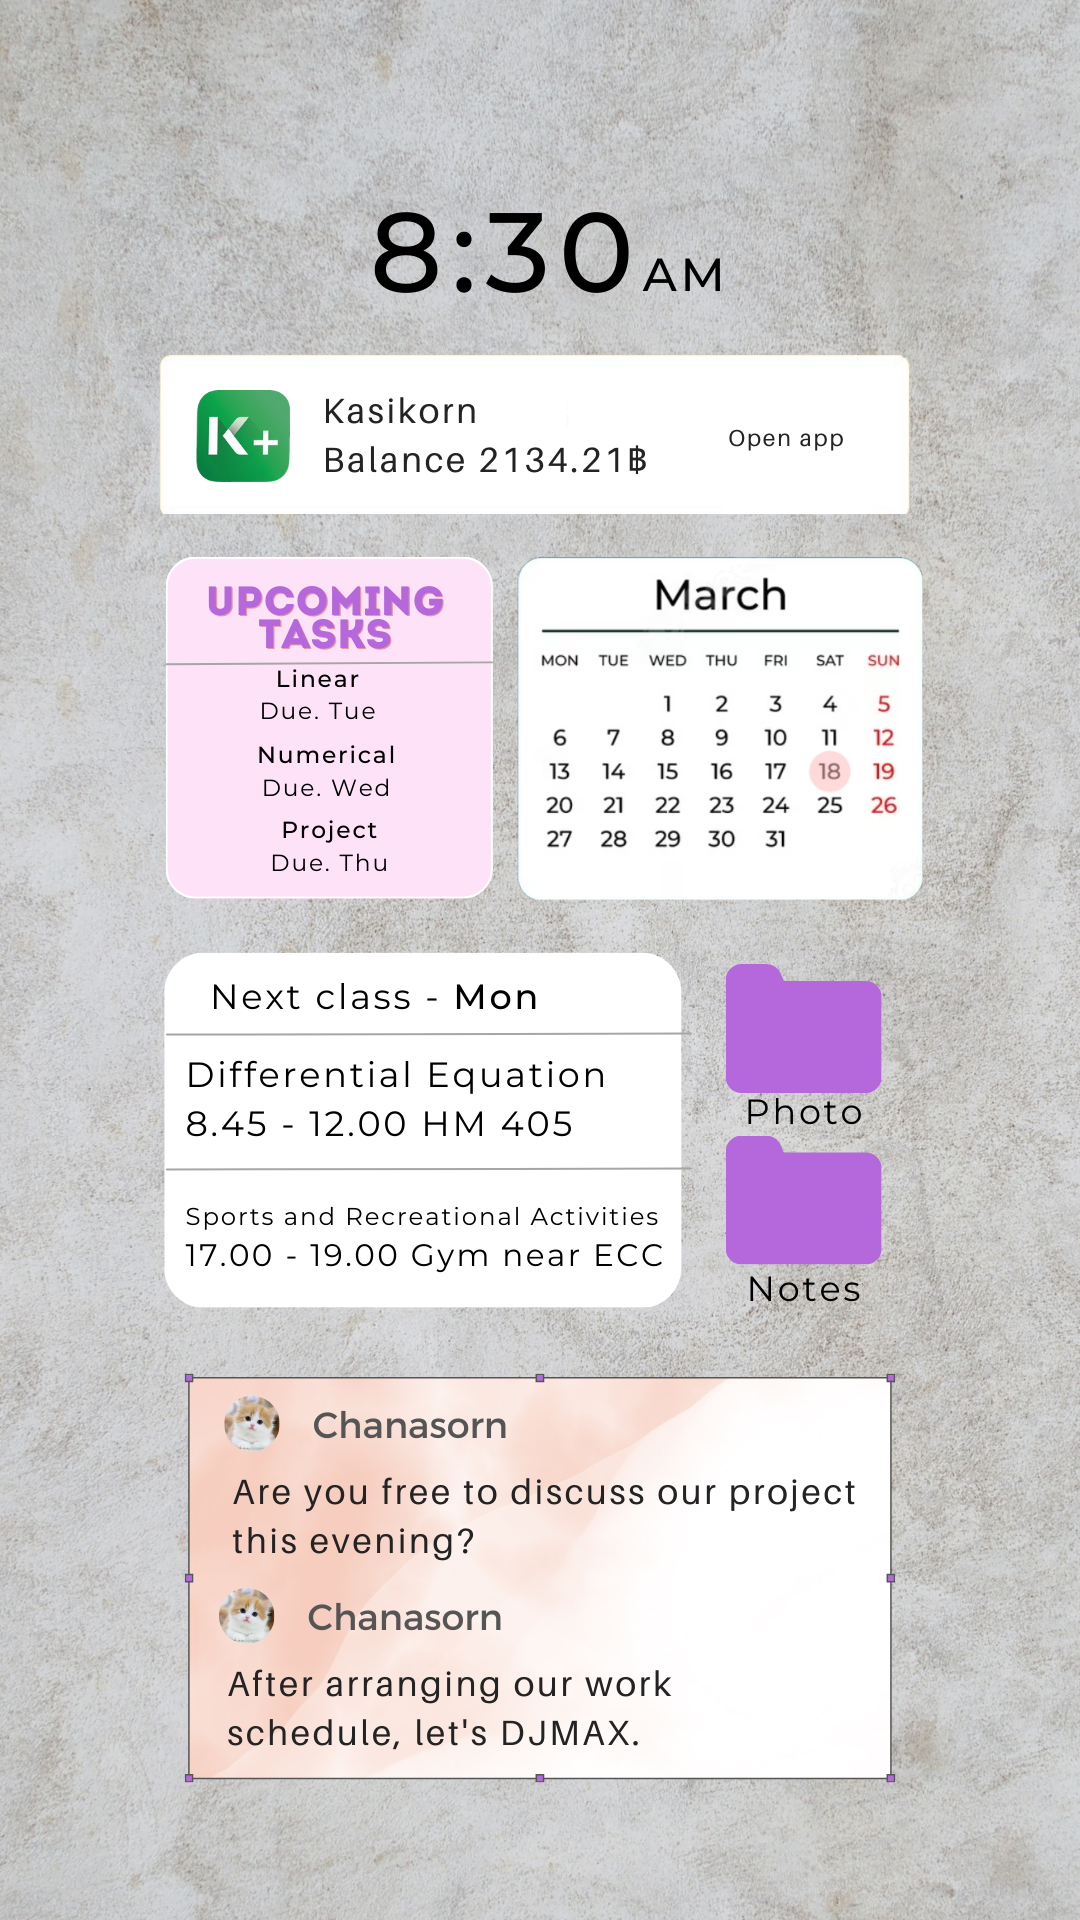 8:30 AM
K+
Kasikorn
Balance 2134.21฿
Open app
UPCOMING
TASKS
Linear
Due. Tue
Numerical
Due. Wed
Project
Due. Thu
March
MON TUE WED THU FRI SAT SUN
1 2 3 4 5
6 7 8 9 10 11 12
13 14 15 16 17 18 19
20 21 22 23 24 25 26
27 28 29 30 31
Next class - Mon
Differential Equation
8.45 - 12.00 HM 405
Sports and Recreational Activities
17.00 - 19.00 Gym near ECC
Photo
Notes
Chanasorn
Are you free to discuss our project
this evening?
Chanasorn
After arranging our work
schedule, let's DJMAX.